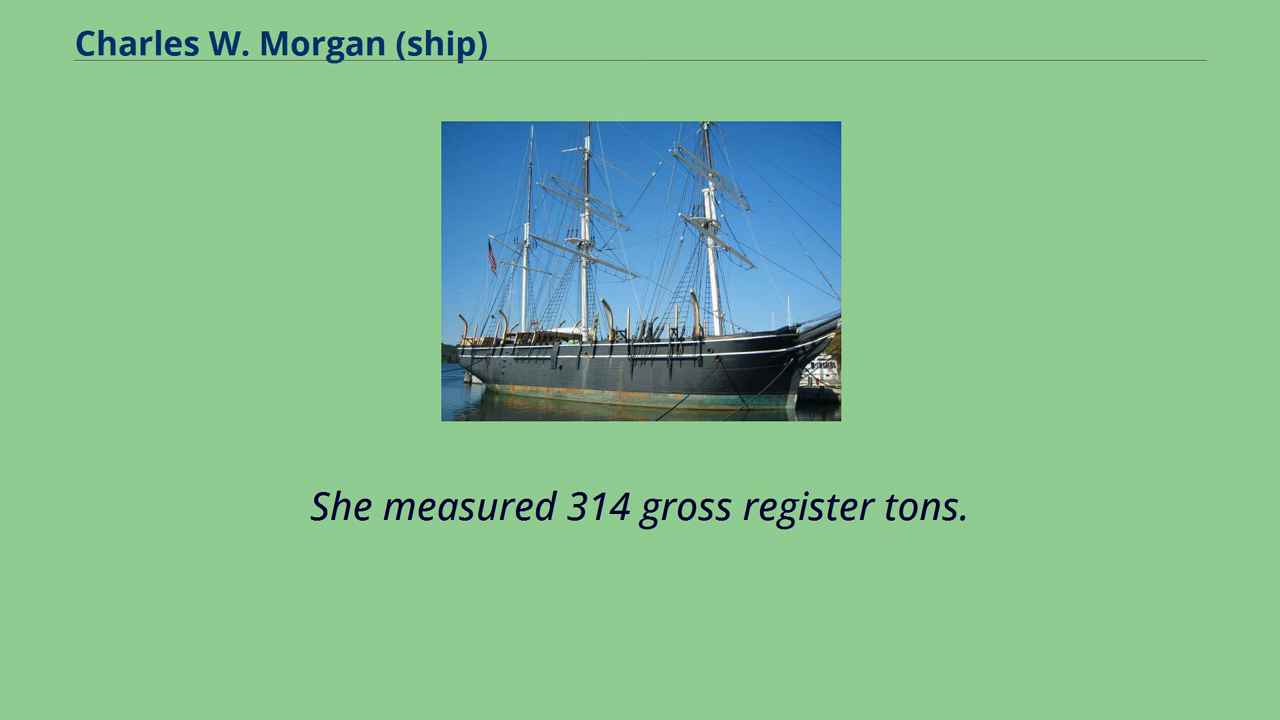 Charles W. Morgan (ship)
She measured 314 gross register tons.